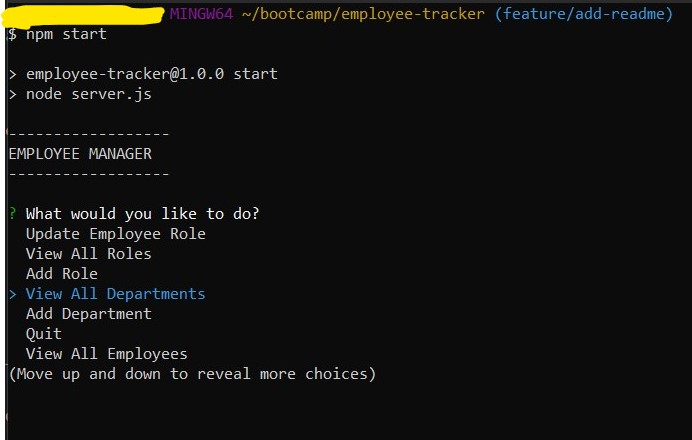 MINGW64 ~/bootcamp/employee-tracker (feature/add-readme)
$ npm start
> employee-tracker@1.0.0 start
> node server.js
------------------
EMPLOYEE MANAGER
------------------
? What would you like to do?
Update Employee Role
View All Roles
Add Role
> View All Departments
Add Department
Quit
View All Employees
(Move up and down to reveal more choices)